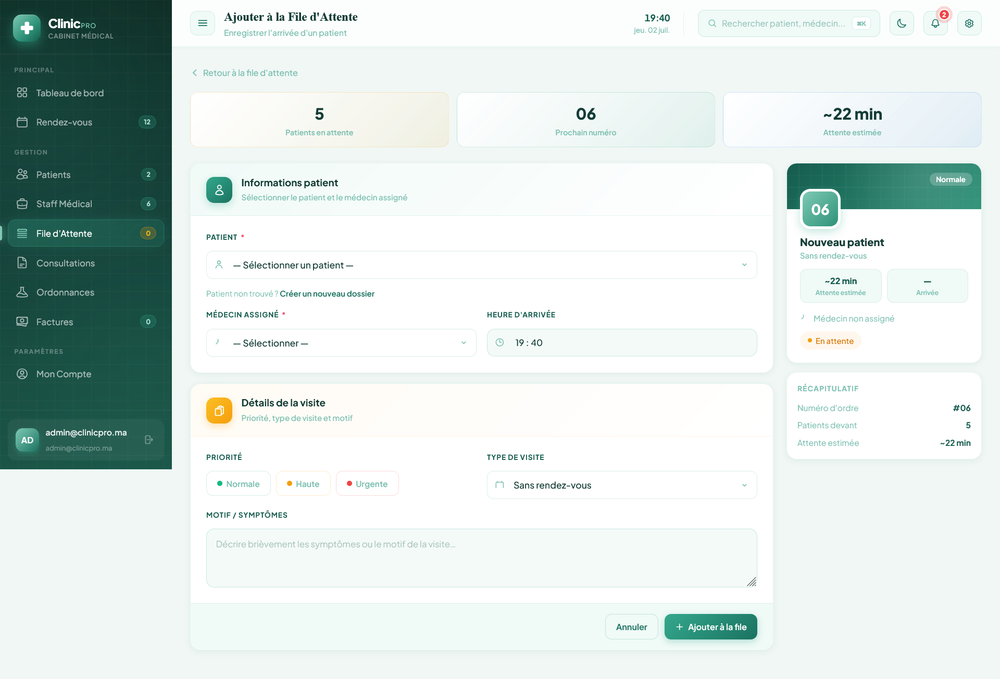 ClinicPRO
CABINET MÉDICAL
PRINCIPAL
Tableau de bord
Rendez-vous 12
GESTION
Patients 2
Staff Médical 6
File d'Attente 0
Consultations
Ordonnances
Factures 0
PARAMÈTRES
Mon Compte
AD
admin@clinicpro.ma
admin@clinicpro.ma
Ajouter à la File d'Attente
Enregistrer l'arrivée d'un patient
19:40
jeu. 02 juil.
Rechercher patient, médecin... ⌘K
2
Retour à la file d'attente
5
Patients en attente
06
Prochain numéro
~22 min
Attente estimée
Informations patient
Sélectionner le patient et le médecin assigné
PATIENT *
— Sélectionner un patient —
Patient non trouvé ? Créer un nouveau dossier
MÉDECIN ASSIGNÉ *
— Sélectionner —
HEURE D'ARRIVÉE
19 : 40
Détails de la visite
Priorité, type de visite et motif
PRIORITÉ
Normale
Haute
Urgente
TYPE DE VISITE
Sans rendez-vous
MOTIF / SYMPTÔMES
Décrire brièvement les symptômes ou le motif de la visite...
Annuler
+ Ajouter à la file
Normale
06
Nouveau patient
Sans rendez-vous
~22 min
Attente estimée
—
Arrivée
Médecin non assigné
En attente
RÉCAPITULATIF
Numéro d'ordre #06
Patients devant 5
Attente estimée ~22 min